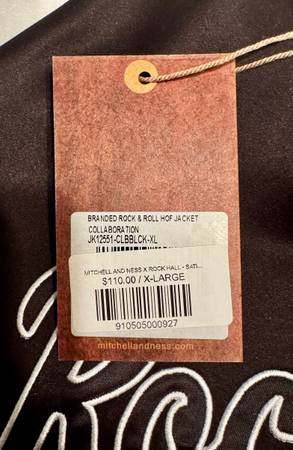 BRANDED ROCK & ROLL HOF JACKET
COLLABORATION
JK12551-CLBBLCK-XL
MITCHELL AND NESS X ROCK HALL - SATI...
$110.00 / X-LARGE
910505000927
mitchellandness.com